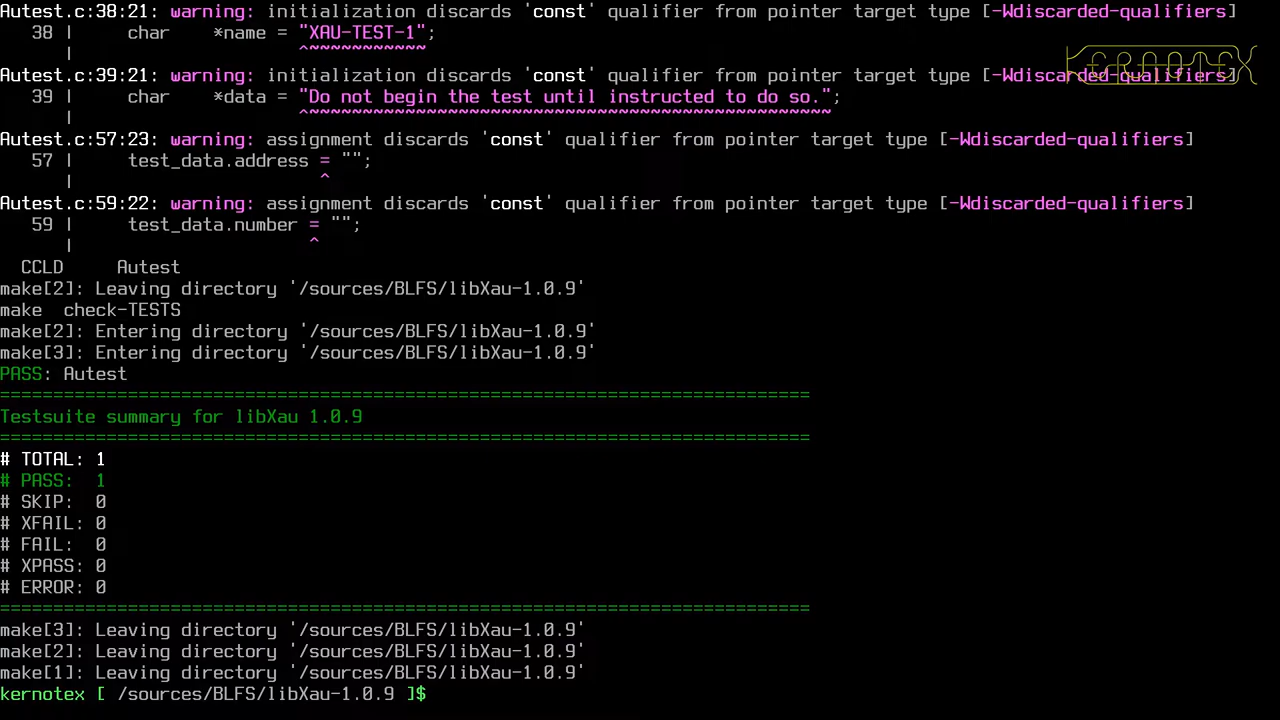 Autest.c:38:21: warning: initialization discards 'const' qualifier from pointer target type [-Wdiscarded-qualifiers]
   38 |     char    *name = "XAU-TEST-1";
      |                     ^~~~~~~~~~~~
KERNOTEX
Autest.c:39:21: warning: initialization discards 'const' qualifier from pointer target type [-Wdiscarded-qualifiers]
   39 |     char    *data = "Do not begin the test until instructed to do so.";
      |                     ^~~~~~~~~~~~~~~~~~~~~~~~~~~~~~~~~~~~~~~~~~~~~~~~~~
Autest.c:57:23: warning: assignment discards 'const' qualifier from pointer target type [-Wdiscarded-qualifiers]
   57 |     test_data.address = "";
      |                       ^
Autest.c:59:22: warning: assignment discards 'const' qualifier from pointer target type [-Wdiscarded-qualifiers]
   59 |     test_data.number = "";
      |                      ^
  CCLD     Autest
make[2]: Leaving directory '/sources/BLFS/libXau-1.0.9'
make  check-TESTS
make[2]: Entering directory '/sources/BLFS/libXau-1.0.9'
make[3]: Entering directory '/sources/BLFS/libXau-1.0.9'
PASS: Autest
============================================================================
Testsuite summary for libXau 1.0.9
============================================================================
# TOTAL: 1
# PASS:  1
# SKIP:  0
# XFAIL: 0
# FAIL:  0
# XPASS: 0
# ERROR: 0
============================================================================
make[3]: Leaving directory '/sources/BLFS/libXau-1.0.9'
make[2]: Leaving directory '/sources/BLFS/libXau-1.0.9'
make[1]: Leaving directory '/sources/BLFS/libXau-1.0.9'
kernotex [ /sources/BLFS/libXau-1.0.9 ]$